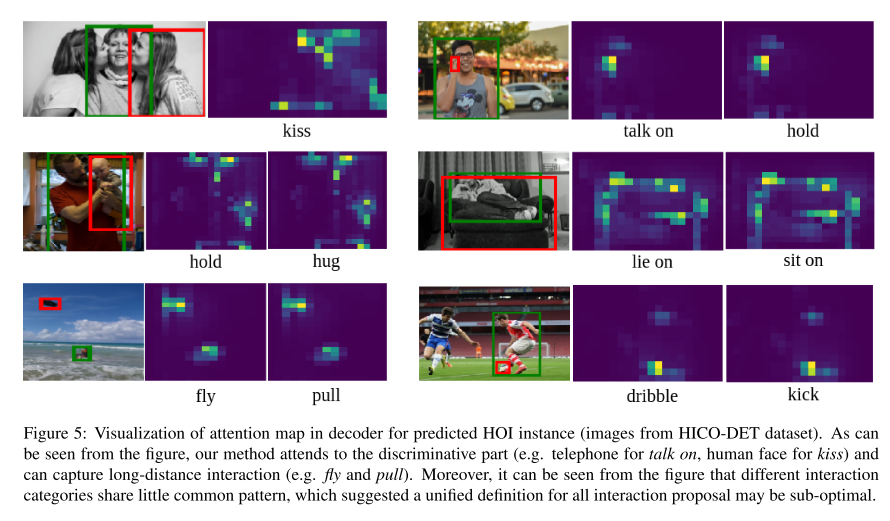 kiss
talk on hold
hold hug
lie on sit on
fly pull
dribble kick
Figure 5: Visualization of attention map in decoder for predicted HOI instance (images from HICO-DET dataset). As can
be seen from the figure, our method attends to the discriminative part (e.g. telephone for talk on, human face for kiss) and
can capture long-distance interaction (e.g. fly and pull). Moreover, it can be seen from the figure that different interaction
categories share little common pattern, which suggested a unified definition for all interaction proposal may be sub-optimal.